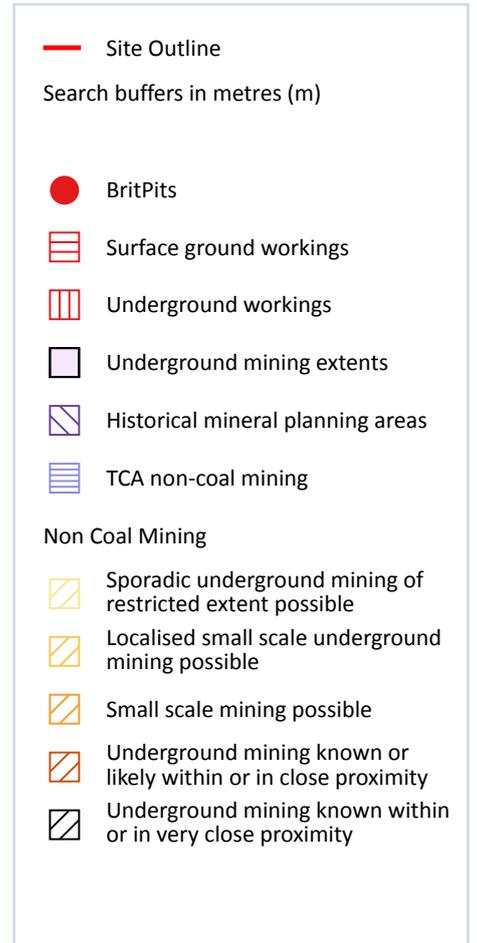 Site Outline
Search buffers in metres (m)
BritPits
Surface ground workings
Underground workings
Underground mining extents
Historical mineral planning areas
TCA non-coal mining
Non Coal Mining
Sporadic underground mining of
restricted extent possible
Localised small scale underground
mining possible
Small scale mining possible
Underground mining known or
likely within or in close proximity
Underground mining known within
or in very close proximity